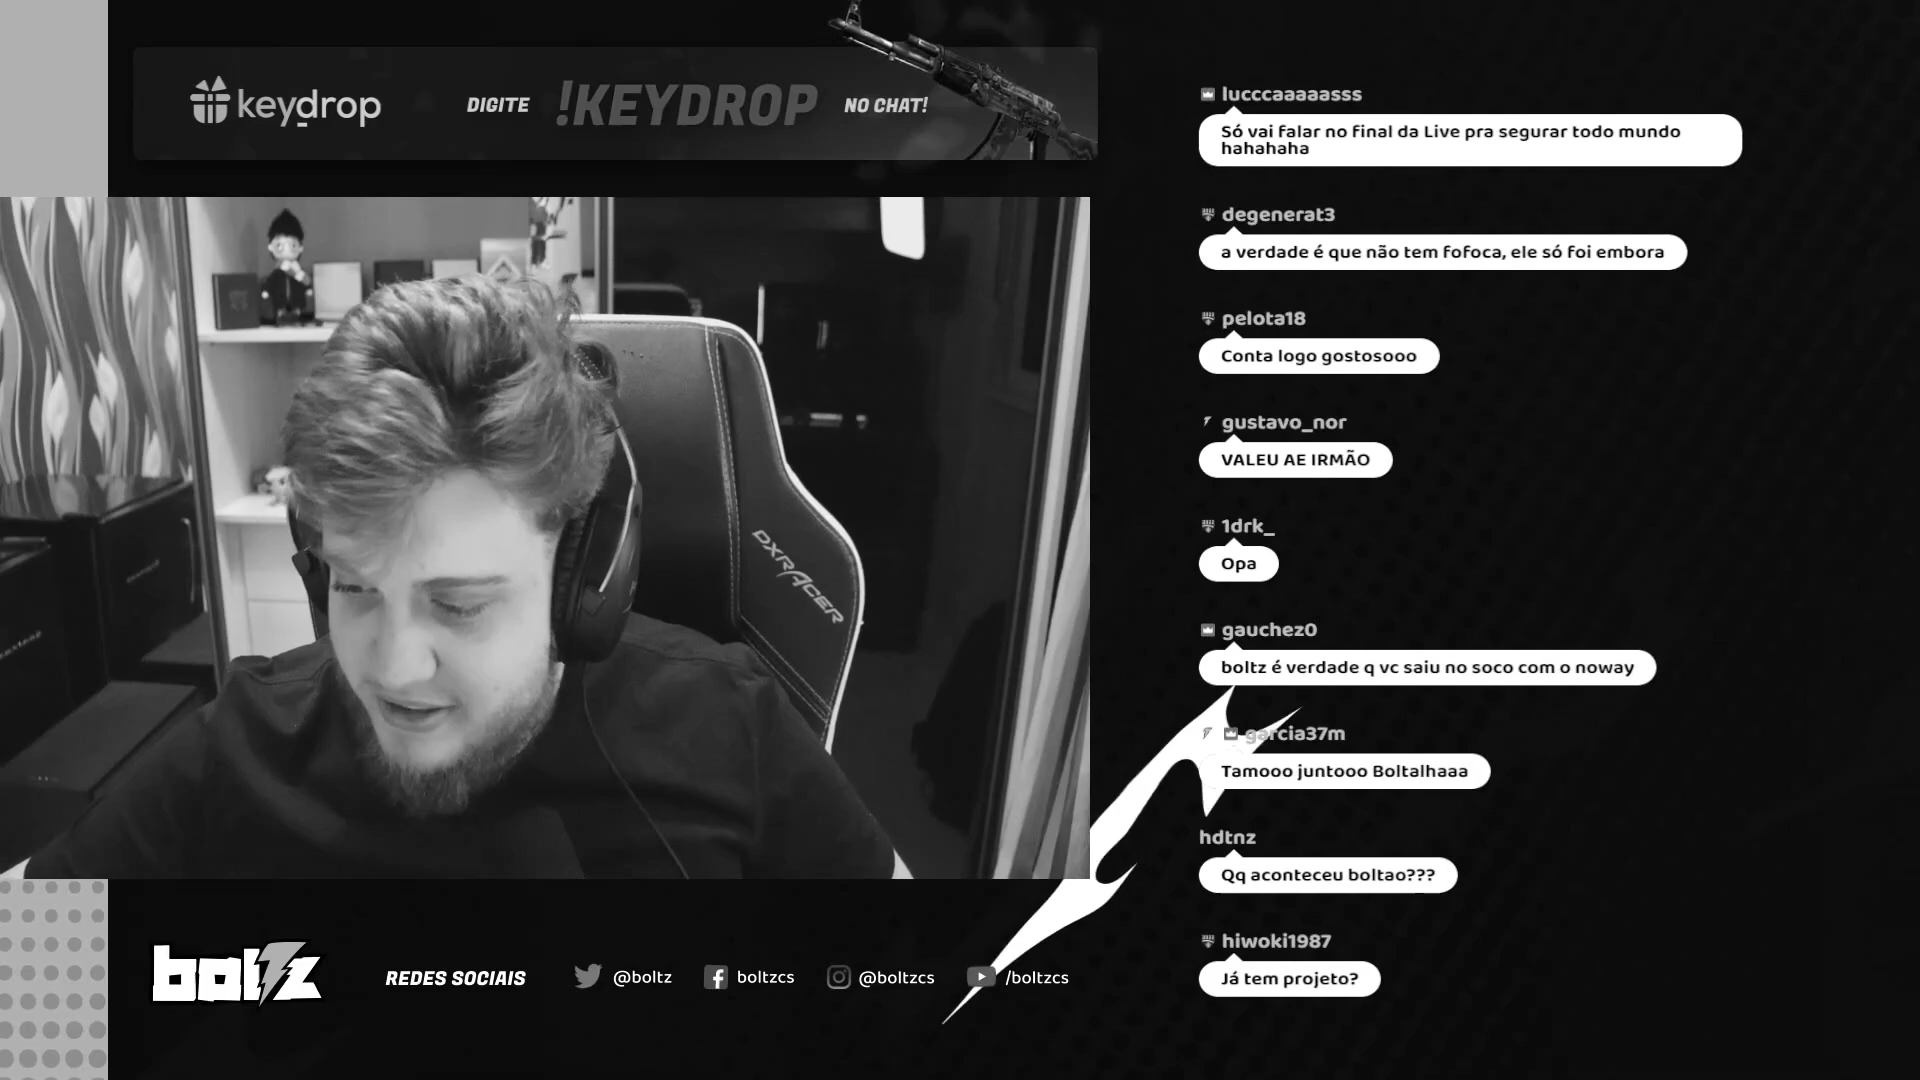 keydrop
DIGITE !KEYDROP NO CHAT!
DXRACER
boltz
REDES SOCIAIS
@boltz
boltzcs
@boltzcs
/boltzcs
lucccaaaaasss
Só vai falar no final da Live pra segurar todo mundo
hahahaha
degenerat3
a verdade é que não tem fofoca, ele só foi embora
pelota18
Conta logo gostosooo
gustavo_nor
VALEU AE IRMÃO
1drk_
Opa
gauchez0
boltz é verdade q vc saiu no soco com o noway
garcia37m
Tamooo juntooo Boltalhaaa
hdtnz
Qq aconteceu boltao???
hiwoki1987
Já tem projeto?